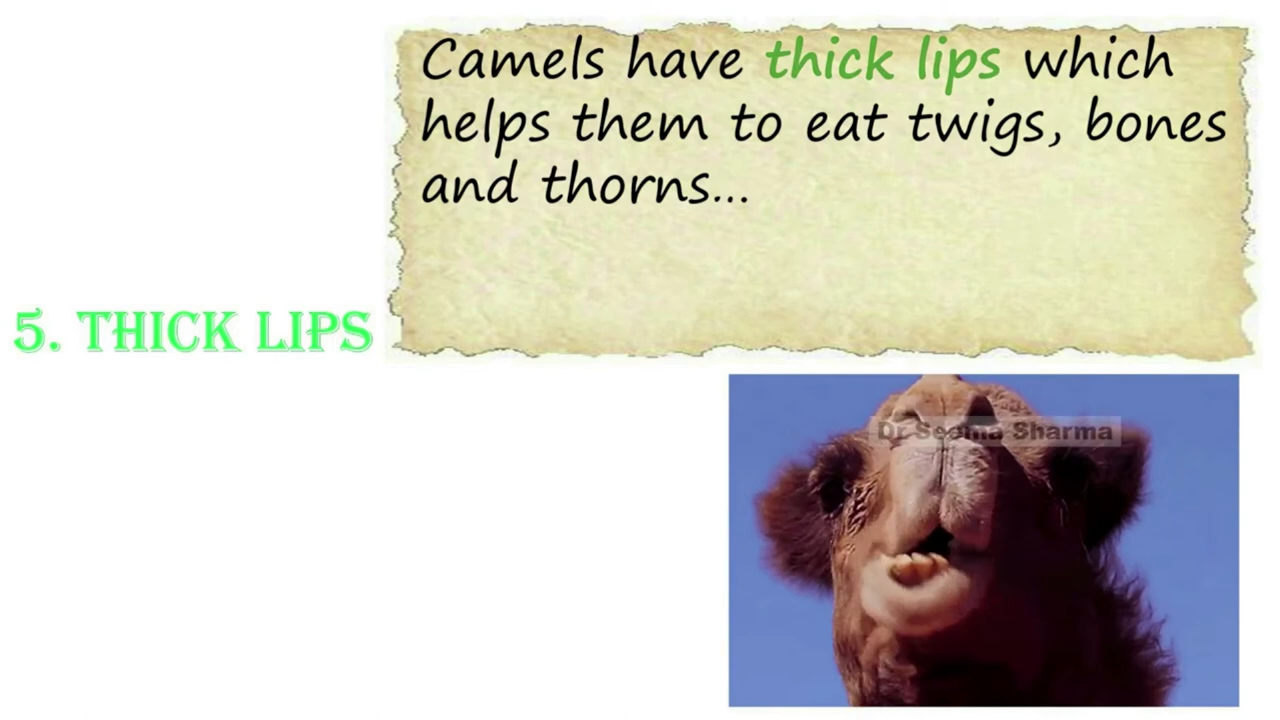 Camels have thick lips which
helps them to eat twigs, bones
and thorns...
5. THICK LIPS
Dr Seema Sharma